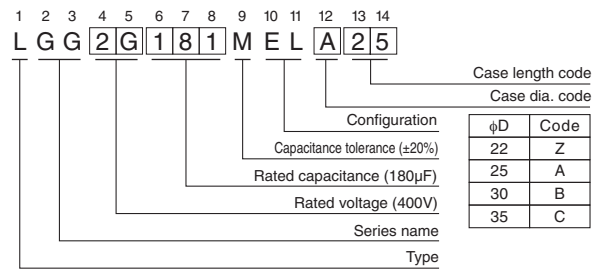 1 2 3 4 5 6 7 8 9 10 11 12 13 14
L G G 2 G 1 8 1 M E L A 2 5
Case length code
Case dia. code
Configuration
Capacitance tolerance (±20%)
Rated capacitance (180µF)
Rated voltage (400V)
Series name
Type
ϕD Code
22 Z
25 A
30 B
35 C